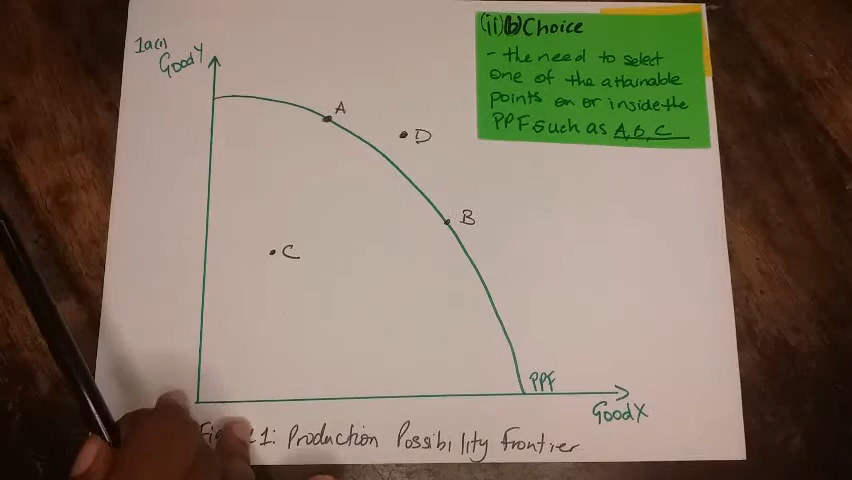 1a(i)
Good Y
A
D
B
C
PPF
Good X
1: Production Possibility Frontier
(ii) b) Choice
- the need to select
one of the attainable
points on or inside the
PPF such as A,B,C